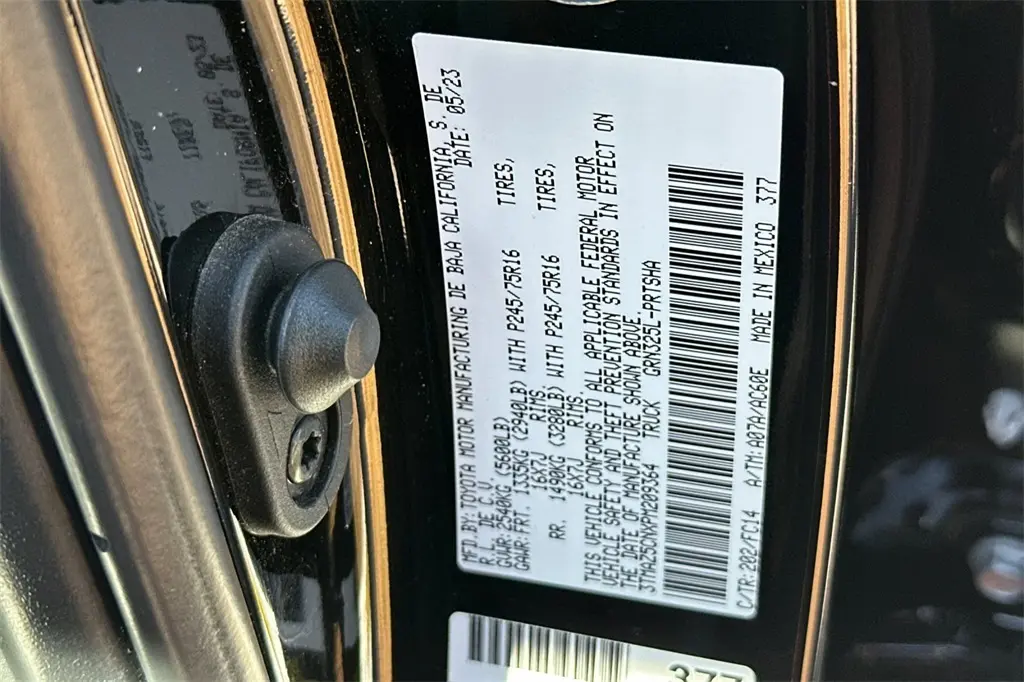 MFD.BY:TOYOTA MOTOR MANUFACTURING DE BAJA CALIFORNIA, S. DE
R.L. DE C.V. DATE: 05/23
GVWR:2540KG(5600LB)
GAWR:FRT. 1335KG (2940LB) WITH P245/75R16 TIRES,
16X7J RIMS.
RR. 1490KG (3280LB) WITH P245/75R16 TIRES,
16X7J RIMS.
THIS VEHICLE CONFORMS TO ALL APPLICABLE FEDERAL MOTOR
VEHICLE SAFETY AND THEFT PREVENTION STANDARDS IN EFFECT ON
THE DATE OF MANUFACTURE SHOWN ABOVE.
3TMAZ5CNXPM209364 TRUCK GRN325L-PRTSHA
C/TR:202/FC14 A/TM:A07A/AC60E MADE IN MEXICO 377
377